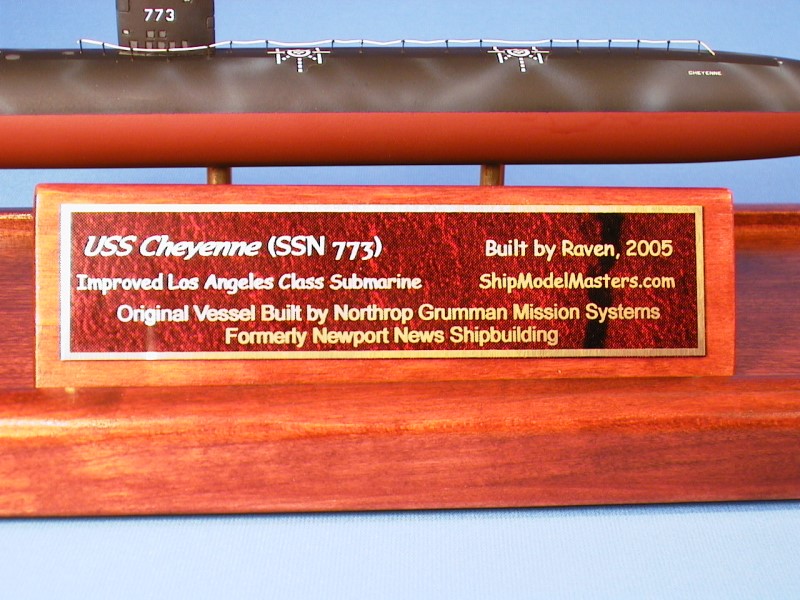 773
CHEYENNE
USS Cheyenne (SSN 773)
Built by Raven, 2005
Improved Los Angeles Class Submarine
ShipModelMasters.com
Original Vessel Built by Northrop Grumman Mission Systems
Formerly Newport News Shipbuilding